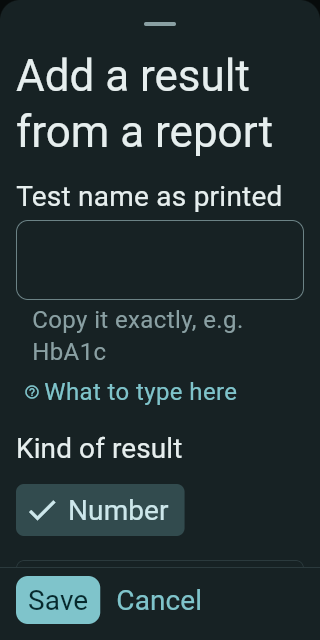 Add a result
from a report
Test name as printed
Copy it exactly, e.g.
HbA1c
What to type here
Kind of result
Number
Save Cancel